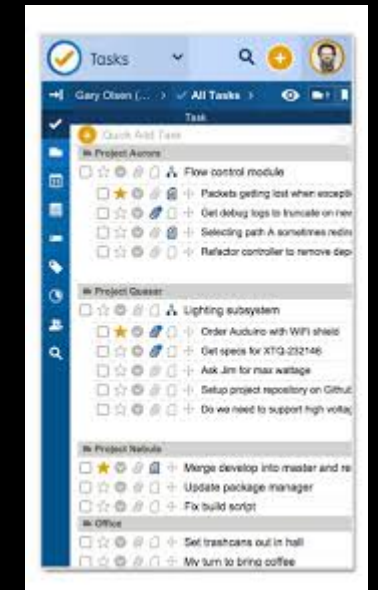 Tasks
Gary Olsen (... > All Tasks >
Task
Quick Add Task
Project Aurora
Flow control module
Packets getting lost when excepti
Get debug logs to truncate on new
Selecting path A sometimes redire
Refactor controller to remove dep
Project Quasar
Lighting subsystem
Order Auduino with WiFi shield
Get specs for XTQ-232146
Ask Jim for max wattage
Setup project repository on Github
Do we need to support high voltag
Project Nebula
Merge develop into master and re
Update package manager
Fix build script
Office
Set trashcans out in hall
My turn to bring coffee